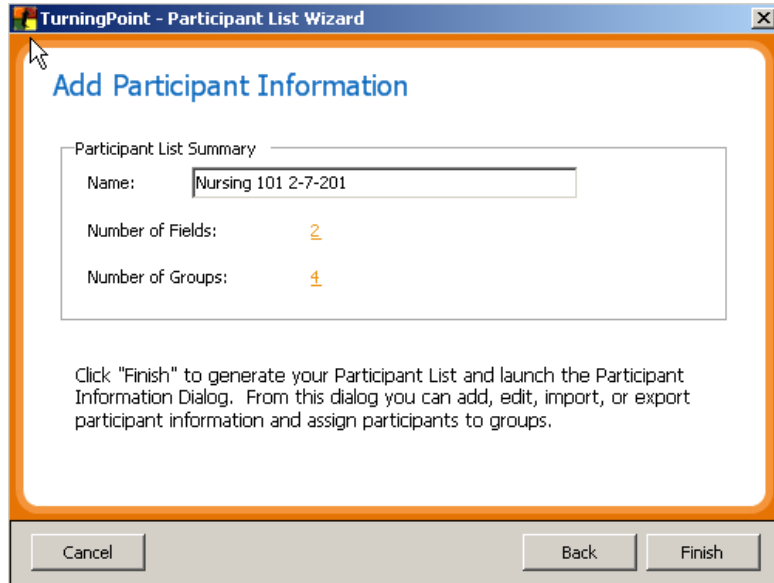 TurningPoint - Participant List Wizard
Add Participant Information
Participant List Summary
Name: Nursing 101 2-7-201
Number of Fields: 2
Number of Groups: 4
Click "Finish" to generate your Participant List and launch the Participant
Information Dialog. From this dialog you can add, edit, import, or export
participant information and assign participants to groups.
Cancel Back Finish